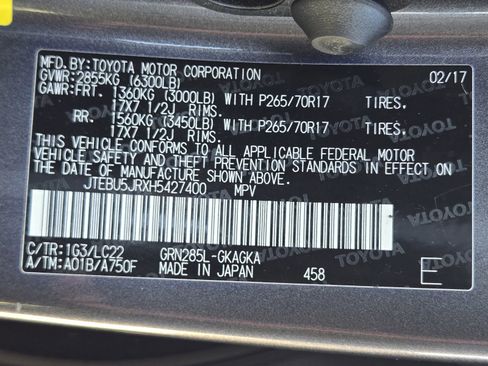 MFD.BY:TOYOTA MOTOR CORPORATION 02/17
GVWR:2855KG (6300LB)
GAWR:FRT. 1360KG (3000LB) WITH P265/70R17 TIRES.
17X7 1/2J RIMS.
RR. 1560KG (3450LB) WITH P265/70R17 TIRES.
17X7 1/2J RIMS.
THIS VEHICLE CONFORMS TO ALL APPLICABLE FEDERAL MOTOR
VEHICLE SAFETY AND THEFT PREVENTION STANDARDS IN EFFECT ON
THE DATE OF MANUFACTURE SHOWN ABOVE.
JTEBU5JRXH5427400 MPV
C/TR:1G3/LC22 GRN285L-GKAGKA
A/TM:A01B/A750F MADE IN JAPAN 458 E